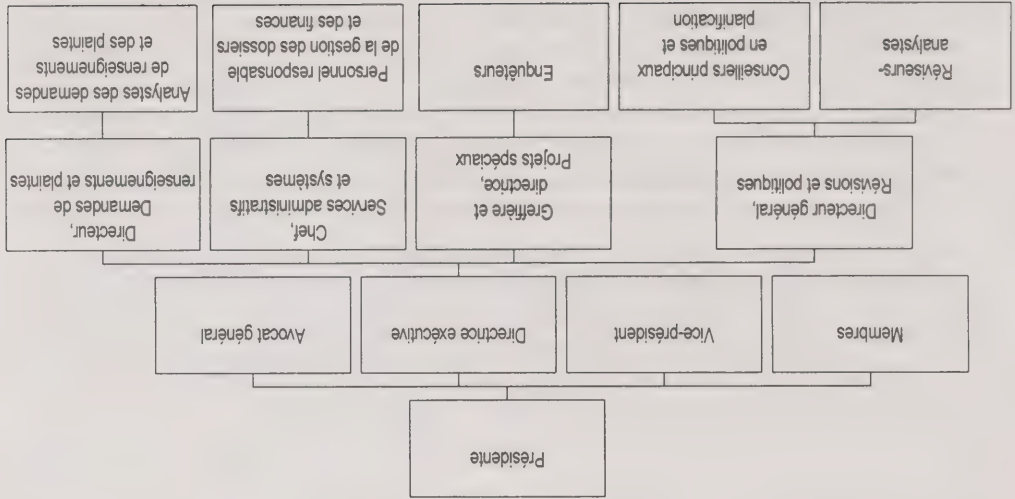 Présidente
Avocat général
Directrice exécutive
Vice-président
Membres
Directeur,
Demandes de
renseignements et plaintes
Chef,
Services administratifs
et systèmes
Greffière et
directrice,
Projets spéciaux
Directeur général,
Révisions et politiques
Analystes des demandes
de renseignements
et des plaintes
Personnel responsable
de la gestion des dossiers
et des finances
Enquêteurs
Conseillers principaux
en politiques et
planification
Réviseurs-
analystes